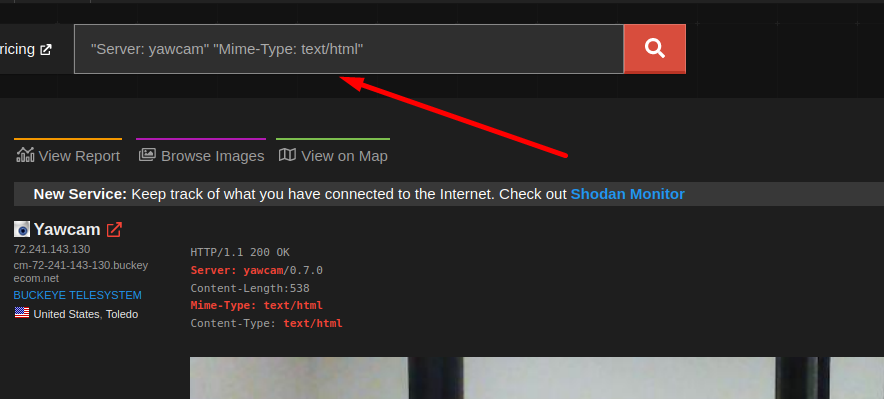 ricing
"Server: yawcam" "Mime-Type: text/html"
View Report
Browse Images
View on Map
New Service: Keep track of what you have connected to the Internet. Check out Shodan Monitor
Yawcam
72.241.143.130
cm-72-241-143-130.buckey
ecom.net
BUCKEYE TELESYSTEM
United States, Toledo
HTTP/1.1 200 OK
Server: yawcam/0.7.0
Content-Length:538
Mime-Type: text/html
Content-Type: text/html